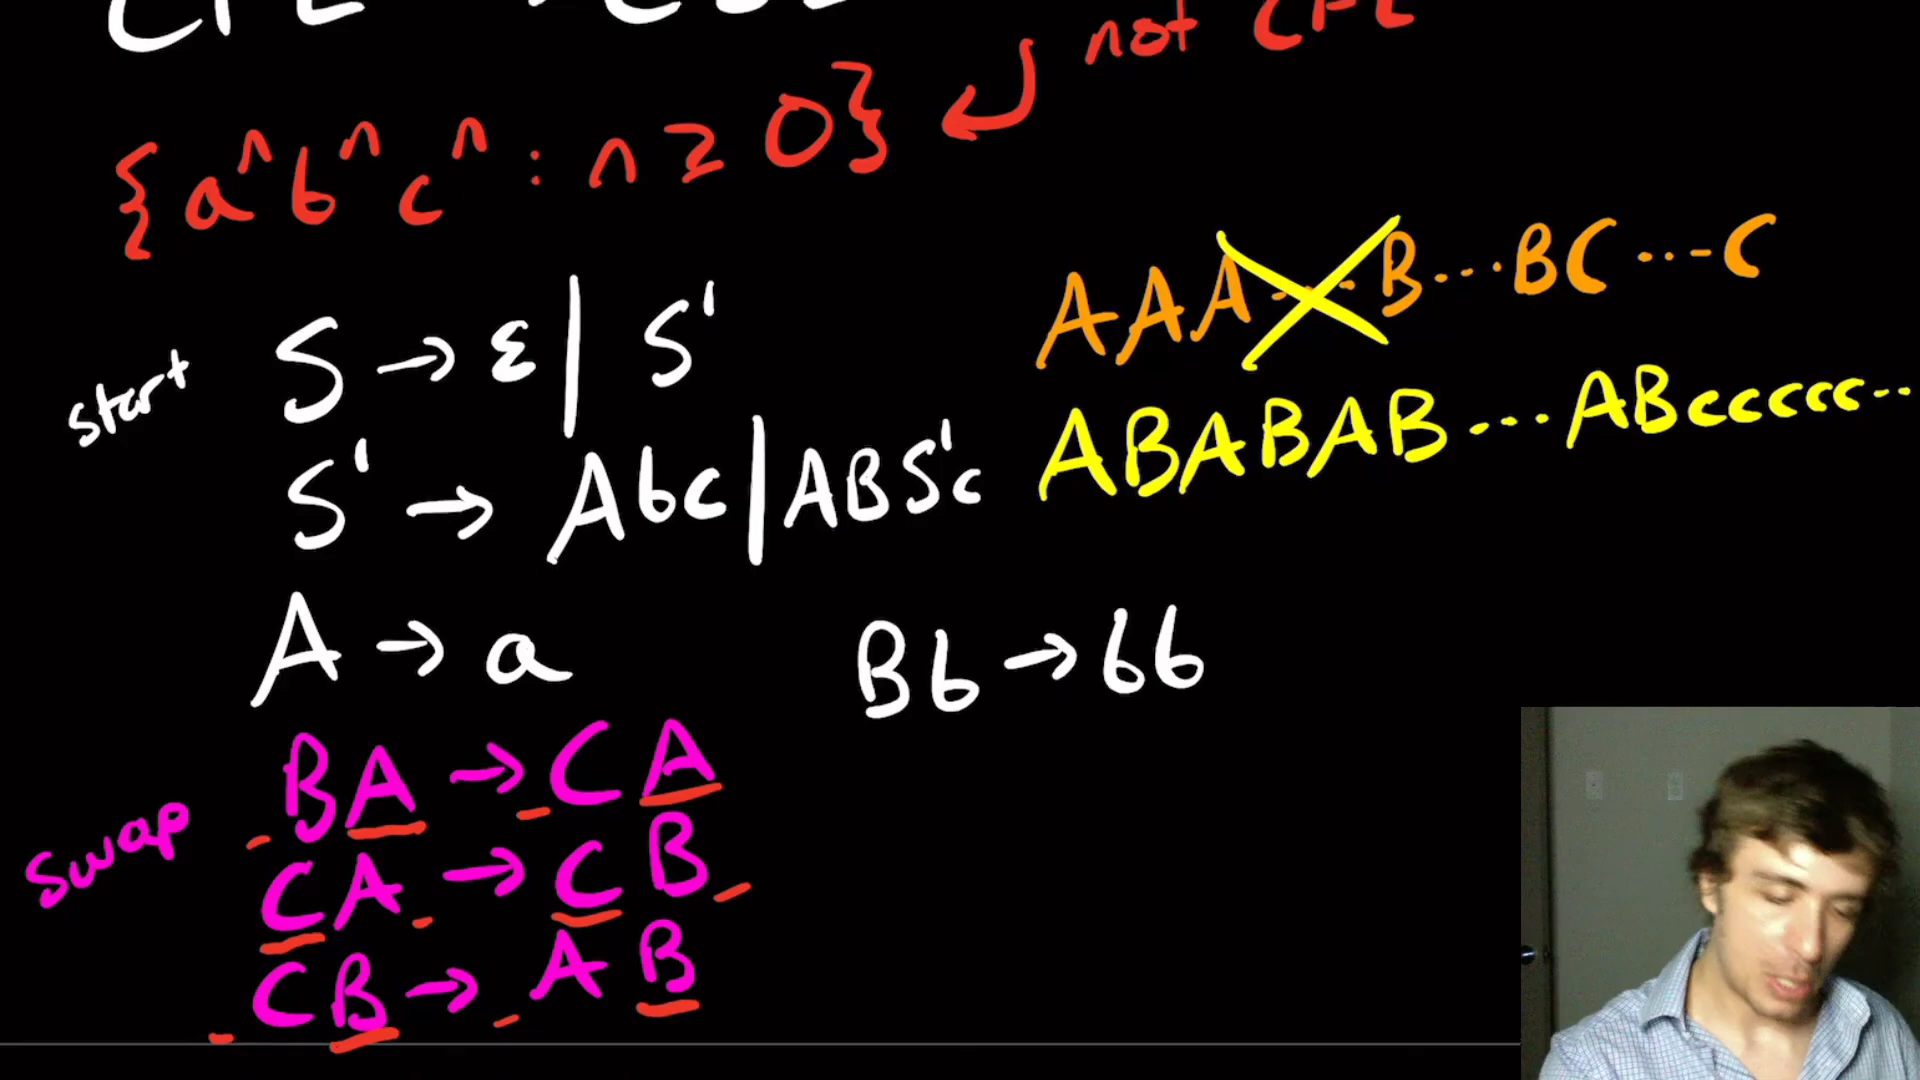 not CFL
{aⁿbⁿcⁿ : n ≥ 0}
AAA...B...BC...C
start S → ε | S'
ABABAB...ABccccc..
S' → Abc | ABS'c
A → a
Bb → bb
swap
BA → CA
CA → CB
CB → AB